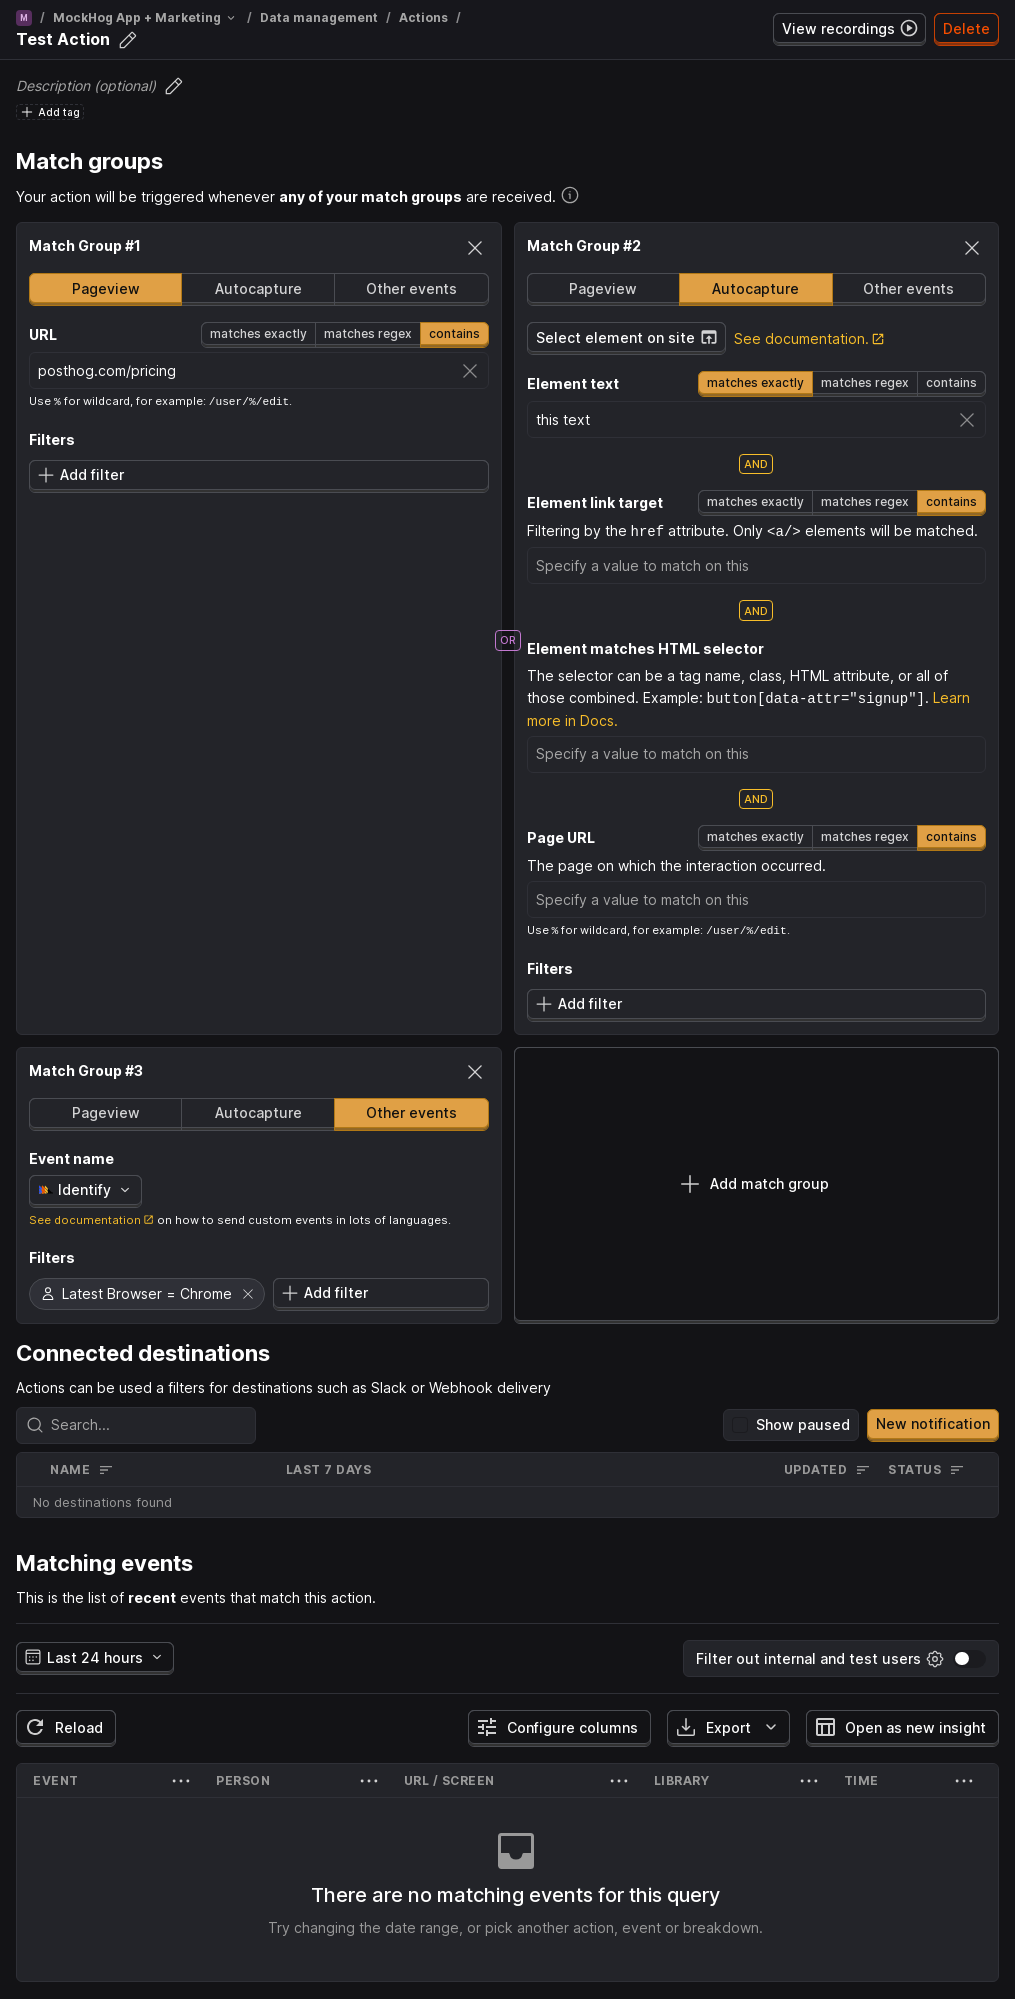 M / MockHog App + Marketing / Data management / Actions /
Test Action
View recordings
Delete
Description (optional)
Add tag
Match groups
Your action will be triggered whenever any of your match groups are received.
Match Group #1
Pageview Autocapture Other events
URL matches exactly matches regex contains
posthog.com/pricing
Use % for wildcard, for example: /user/%/edit.
Filters
Add filter
OR
Match Group #2
Pageview Autocapture Other events
Select element on site See documentation.
Element text matches exactly matches regex contains
this text
AND
Element link target matches exactly matches regex contains
Filtering by the href attribute. Only <a/> elements will be matched.
Specify a value to match on this
AND
Element matches HTML selector
The selector can be a tag name, class, HTML attribute, or all of
those combined. Example: button[data-attr="signup"]. Learn
more in Docs.
Specify a value to match on this
AND
Page URL matches exactly matches regex contains
The page on which the interaction occurred.
Specify a value to match on this
Use % for wildcard, for example: /user/%/edit.
Filters
Add filter
Match Group #3
Pageview Autocapture Other events
Event name
Identify
See documentation on how to send custom events in lots of languages.
Filters
Latest Browser = Chrome Add filter
Add match group
Connected destinations
Actions can be used a filters for destinations such as Slack or Webhook delivery
Search... Show paused New notification
NAME LAST 7 DAYS UPDATED STATUS
No destinations found
Matching events
This is the list of recent events that match this action.
Last 24 hours Filter out internal and test users
Reload Configure columns Export Open as new insight
EVENT PERSON URL / SCREEN LIBRARY TIME
There are no matching events for this query
Try changing the date range, or pick another action, event or breakdown.